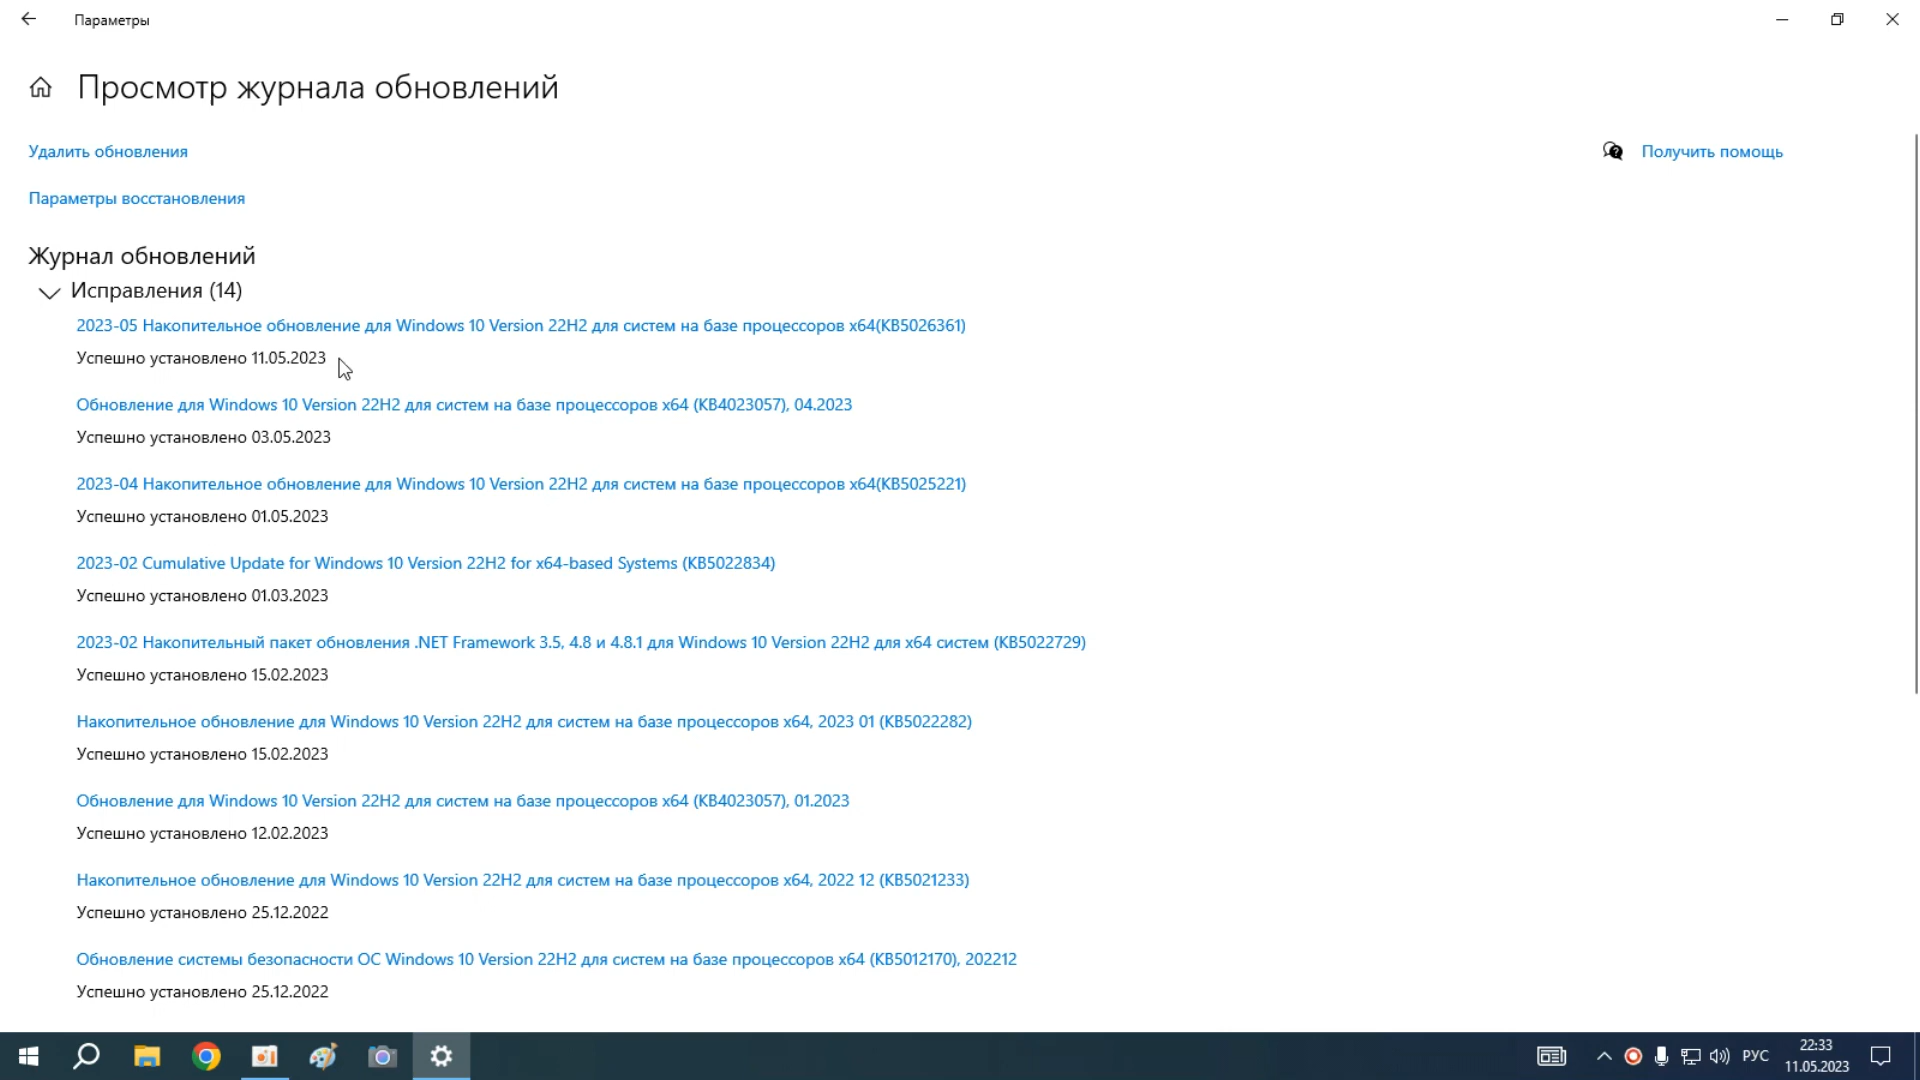 Параметры
Просмотр журнала обновлений
Удалить обновления
Получить помощь
Параметры восстановления
Журнал обновлений
Исправления (14)
2023-05 Накопительное обновление для Windows 10 Version 22H2 для систем на базе процессоров x64(KB5026361)
Успешно установлено 11.05.2023
Обновление для Windows 10 Version 22H2 для систем на базе процессоров x64 (KB4023057), 04.2023
Успешно установлено 03.05.2023
2023-04 Накопительное обновление для Windows 10 Version 22H2 для систем на базе процессоров x64(KB5025221)
Успешно установлено 01.05.2023
2023-02 Cumulative Update for Windows 10 Version 22H2 for x64-based Systems (KB5022834)
Успешно установлено 01.03.2023
2023-02 Накопительный пакет обновления .NET Framework 3.5, 4.8 и 4.8.1 для Windows 10 Version 22H2 для x64 систем (KB5022729)
Успешно установлено 15.02.2023
Накопительное обновление для Windows 10 Version 22H2 для систем на базе процессоров x64, 2023 01 (KB5022282)
Успешно установлено 15.02.2023
Обновление для Windows 10 Version 22H2 для систем на базе процессоров x64 (KB4023057), 01.2023
Успешно установлено 12.02.2023
Накопительное обновление для Windows 10 Version 22H2 для систем на базе процессоров x64, 2022 12 (KB5021233)
Успешно установлено 25.12.2022
Обновление системы безопасности ОС Windows 10 Version 22H2 для систем на базе процессоров x64 (KB5012170), 202212
Успешно установлено 25.12.2022
РУС
22:33
11.05.2023